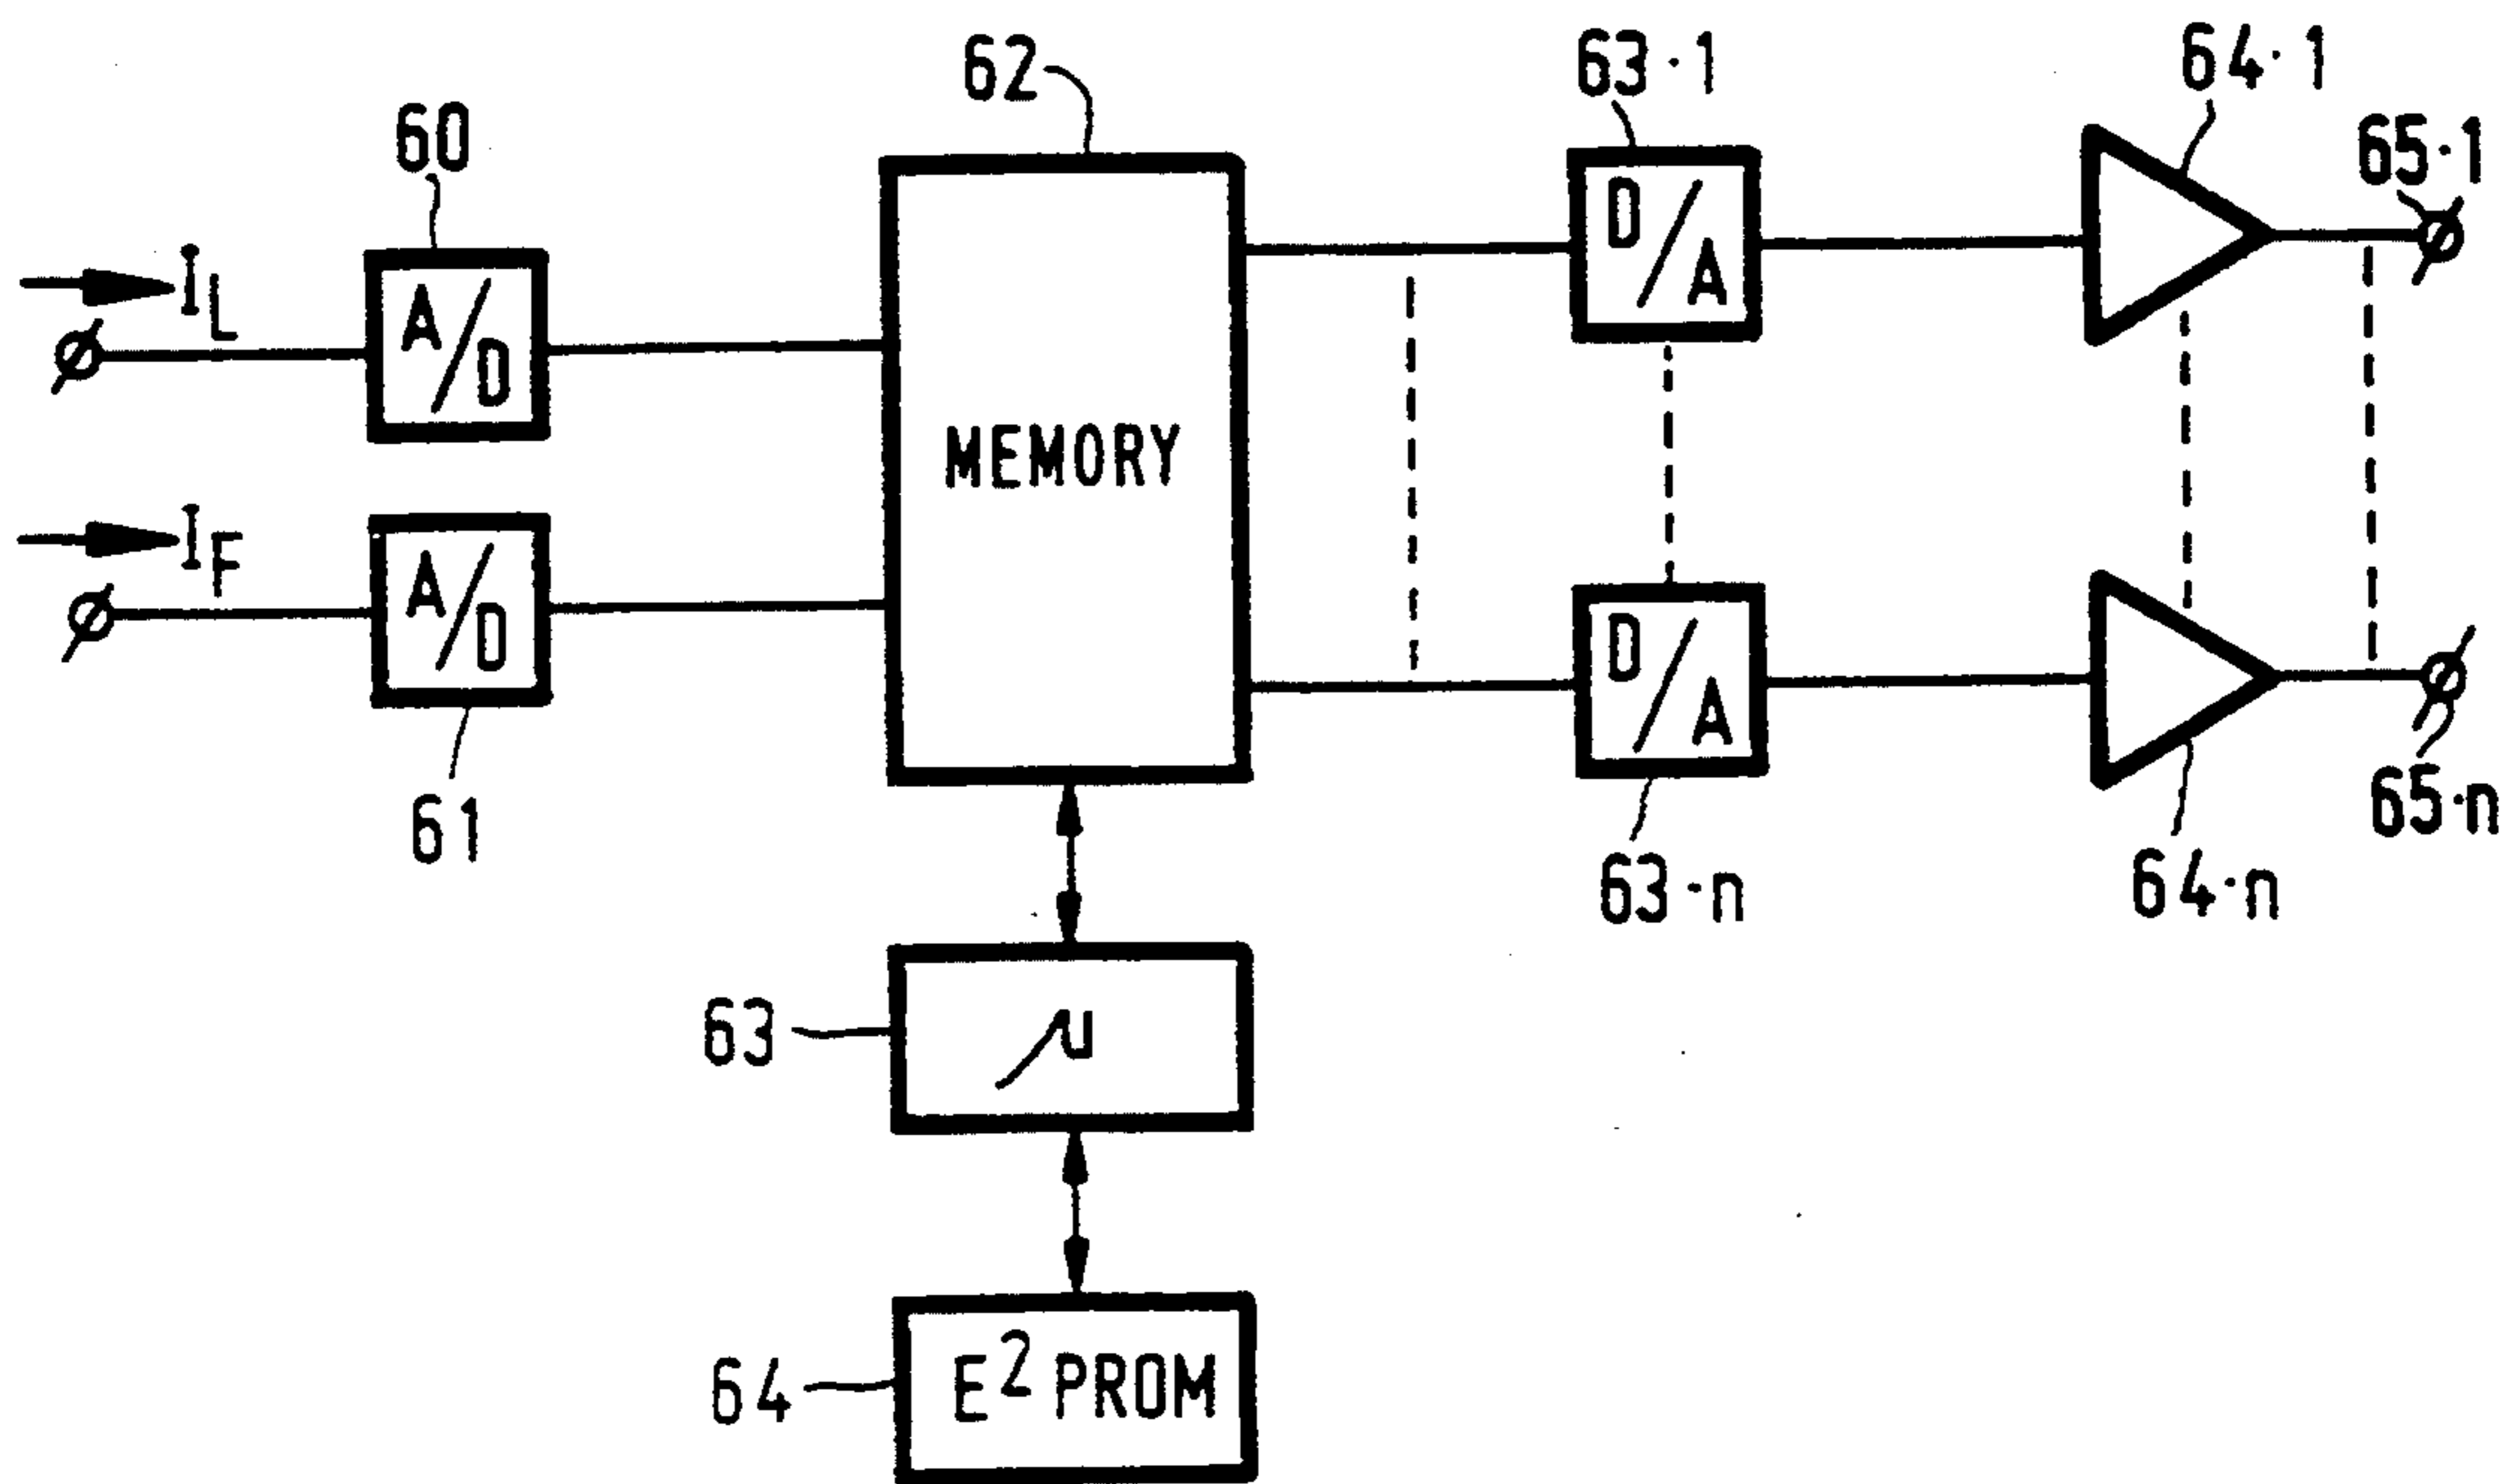 62
63·1
64·1
60
65·1
I_L
A/D
D/A
MEMORY
I_F
A/D
D/A
61
65·n
63·n
64·n
63
μ
64
E² PROM